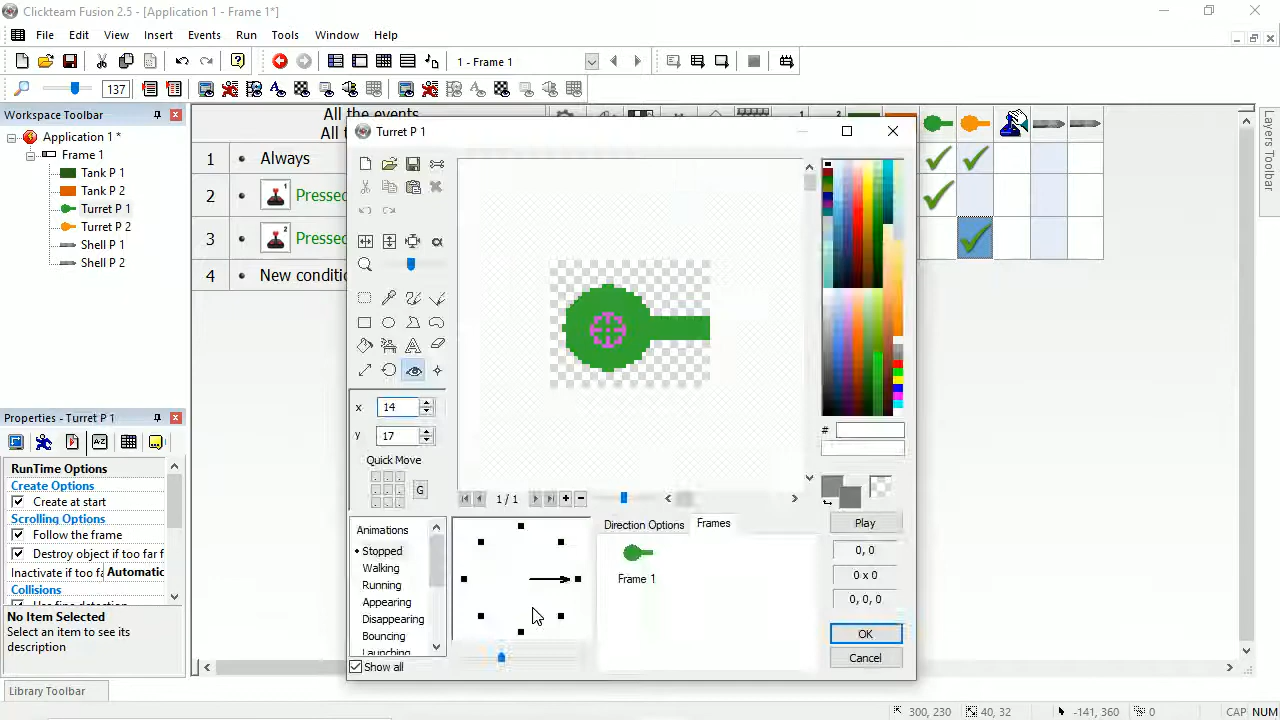 Clickteam Fusion 2.5 - [Application 1 - Frame 1*]
File Edit View Insert Events Run Tools Window Help
1 - Frame 1
137
Workspace Toolbar
Application 1 *
Frame 1
Tank P 1
Tank P 2
Turret P 1
Turret P 2
Shell P 1
Shell P 2
All the events
All t
1 Always
2 1 Pressed
3 2 Pressed
4 New conditio
Layers Toolbar
Turret P 1
x 14
y 17
Quick Move
G
1 / 1
#
Animations
Stopped
Walking
Running
Appearing
Disappearing
Bouncing
Launching
Show all
Direction Options Frames
Frame 1
Play
0, 0
0 x 0
0, 0, 0
OK
Cancel
Properties - Turret P 1
RunTime Options
Create Options
Create at start
Scrolling Options
Follow the frame
Destroy object if too far f
Inactivate if too fa Automatic
Collisions
No Item Selected
Select an item to see its
description
Library Toolbar
300, 230 40, 32 -141, 360 0 CAP NUM